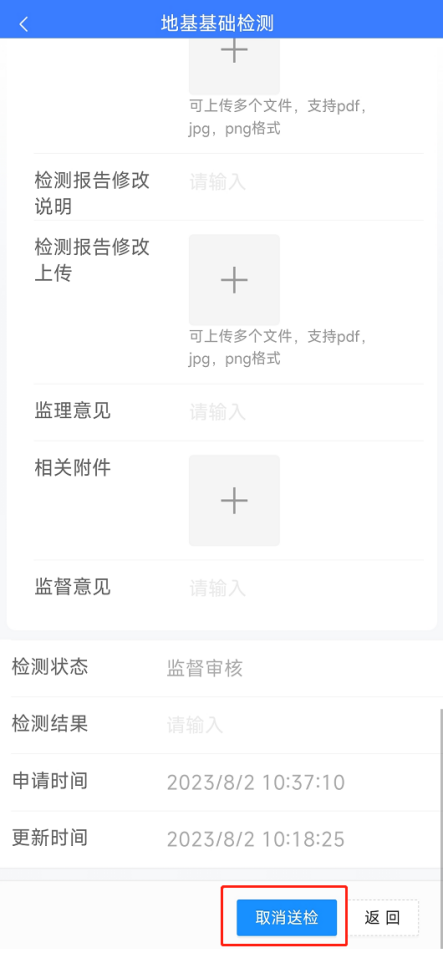 地基基础检测
可上传多个文件，支持pdf，
jpg，png格式
检测报告修改
说明
请输入
检测报告修改
上传
可上传多个文件，支持pdf，
jpg，png格式
监理意见
请输入
相关附件
监督意见
请输入
检测状态
监督审核
检测结果
请输入
申请时间
2023/8/2 10:37:10
更新时间
2023/8/2 10:18:25
取消送检
返 回